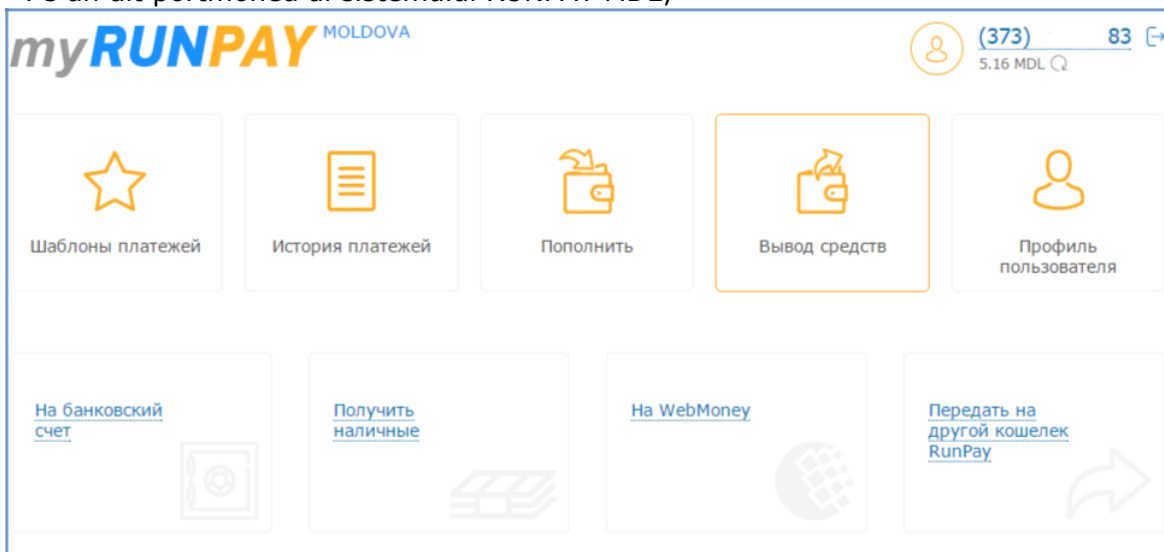 myRUNPAY MOLDOVA
(373) 83
5.16 MDL
Шаблоны платежей
История платежей
Пополнить
Вывод средств
Профиль
пользователя
На банковский
счет
Получить
наличные
На WebMoney
Передать на
другой кошелек
RunPay